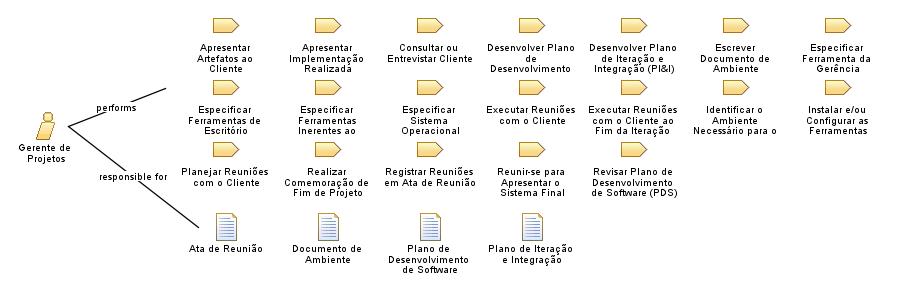 Apresentar
Artefatos ao
Cliente
Apresentar
Implementação
Realizada
Consultar ou
Entrevistar Cliente
Desenvolver Plano
de
Desenvolvimento
Desenvolver Plano
de Iteração e
Integração (PI&I)
Escrever
Documento de
Ambiente
Especificar
Ferramenta da
Gerência
performs
Especificar
Ferramentas de
Escritório
Especificar
Ferramentas
Inerentes ao
Especificar
Sistema
Operacional
Executar Reuniões
com o Cliente
Executar Reuniões
com o Cliente ao
Fim da Iteração
Identificar o
Ambiente
Necessário para o
Instalar e/ou
Configurar as
Ferramentas
Gerente de
Projetos
responsible for
Planejar Reuniões
com o Cliente
Realizar
Comemoração de
Fim de Projeto
Registrar Reuniões
em Ata de Reunião
Reunir-se para
Apresentar o
Sistema Final
Revisar Plano de
Desenvolvimento
de Software (PDS)
Ata de Reunião
Documento de
Ambiente
Plano de
Desenvolvimento
de Software
Plano de Iteração
e Integração